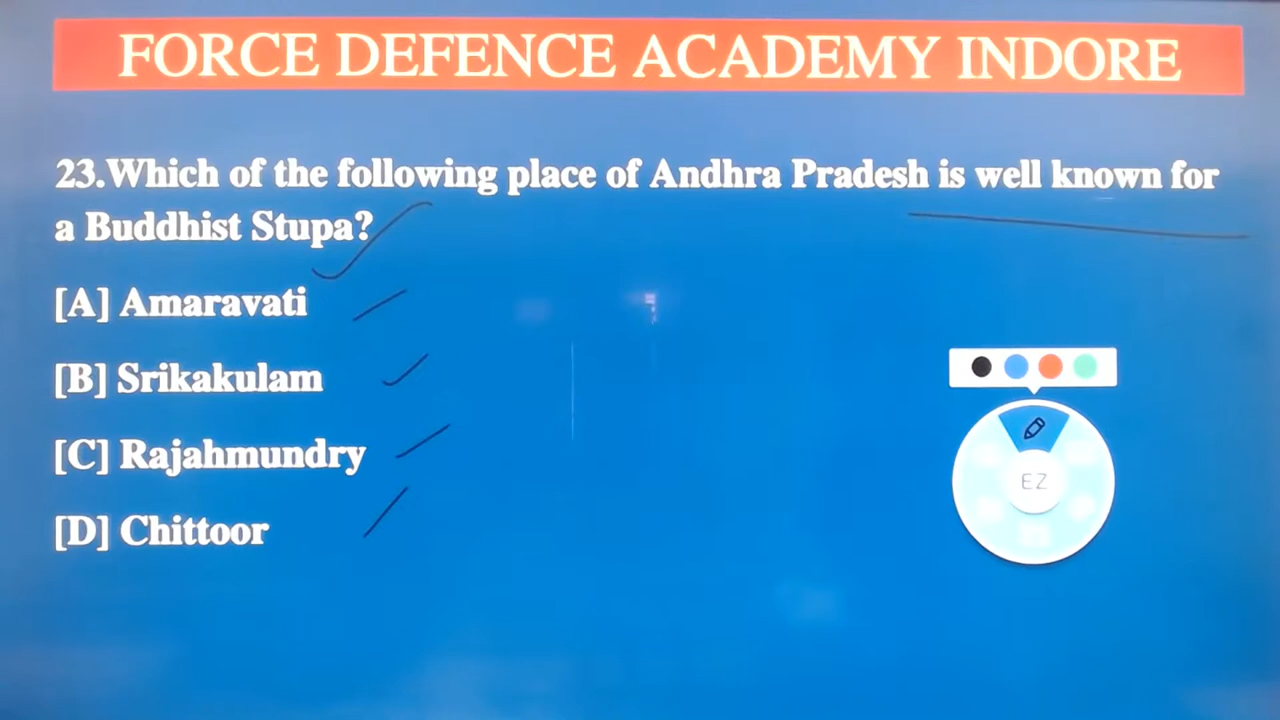 FORCE DEFENCE ACADEMY INDORE
23.Which of the following place of Andhra Pradesh is well known for
a Buddhist Stupa?
[A] Amaravati
[B] Srikakulam
[C] Rajahmundry
[D] Chittoor
EZ